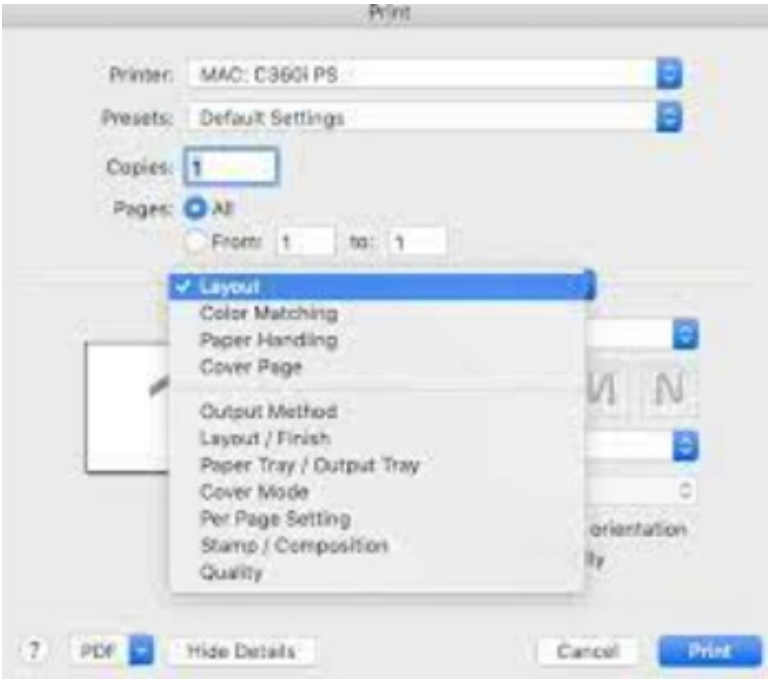 Print
Printer: MAC: C360i PS
Presets: Default Settings
Copies: 1
Pages: All
From: 1 to: 1
Layout
Color Matching
Paper Handling
Cover Page
Output Method
Layout / Finish
Paper Tray / Output Tray
Cover Mode
Per Page Setting
orientation
Stamp / Composition
lly
Quality
? PDF Hide Details Cancel Print